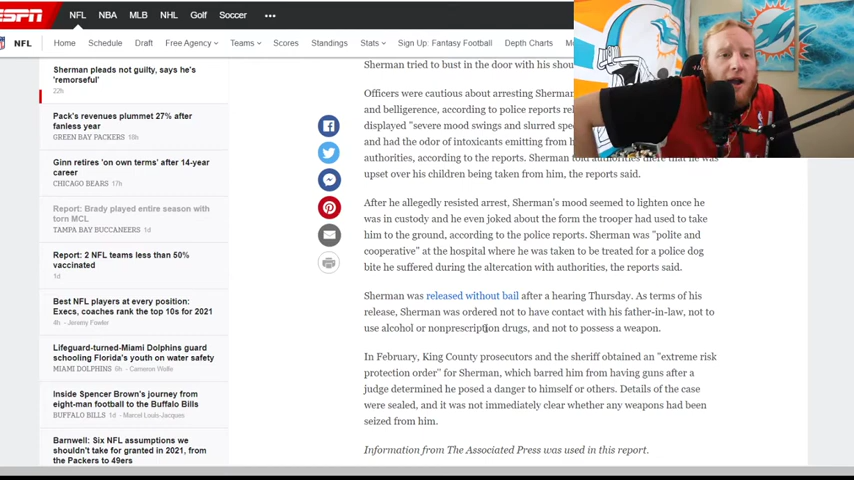 ESPN
NFL NBA MLB NHL Golf Soccer •••
NFL Home Schedule Draft Free Agency Teams Scores Standings Stats Sign Up, Fantasy Football Depth Charts
Sherman pleads not guilty, says he's
'remorseful'
22h
Pack's revenues plummet 27% after
fanless year
GREEN BAY PACKERS 18h
Ginn retires 'on own terms' after 14-year
career
CHICAGO BEARS 17h
Report: Brady played entire season with
torn MCL
TAMPA BAY BUCCANEERS 1d
Report: 2 NFL teams less than 50%
vaccinated
1d
Best NFL players at every position:
Execs, coaches rank the top 10s for 2021
4h - Jeremy Fowler
Lifeguard-turned-Miami Dolphins guard
schooling Florida's youth on water safety
MIAMI DOLPHINS 6h - Cameron Wolfe
Inside Spencer Brown's journey from
eight-man football to the Buffalo Bills
BUFFALO BILLS 1d - Marcel Louis-Jacques
Barnwell: Six NFL assumptions we
shouldn't take for granted in 2021, from
the Packers to 49ers
Sherman tried to bust in the door with his
Officers were cautious about arresting
and belligerence, according to police reports
displayed "severe mood swings and slurred
and had the odor of intoxicants emitting from
authorities, according to the reports. Sherman told authorities there that he was
upset over his children being taken from him, the reports said.
After he allegedly resisted arrest, Sherman's mood seemed to lighten once he
was in custody and he even joked about the form the trooper had used to take
him to the ground, according to the police reports. Sherman was "polite and
cooperative" at the hospital where he was taken to be treated for a police dog
bite he suffered during the altercation with authorities, the reports said.
Sherman was released without bail after a hearing Thursday. As terms of his
release, Sherman was ordered not to have contact with his father-in-law, not to
use alcohol or nonprescription drugs, and not to possess a weapon.
In February, King County prosecutors and the sheriff obtained an "extreme risk
protection order" for Sherman, which barred him from having guns after a
judge determined he posed a danger to himself or others. Details of the case
were sealed, and it was not immediately clear whether any weapons had been
seized from him.
Information from The Associated Press was used in this report.